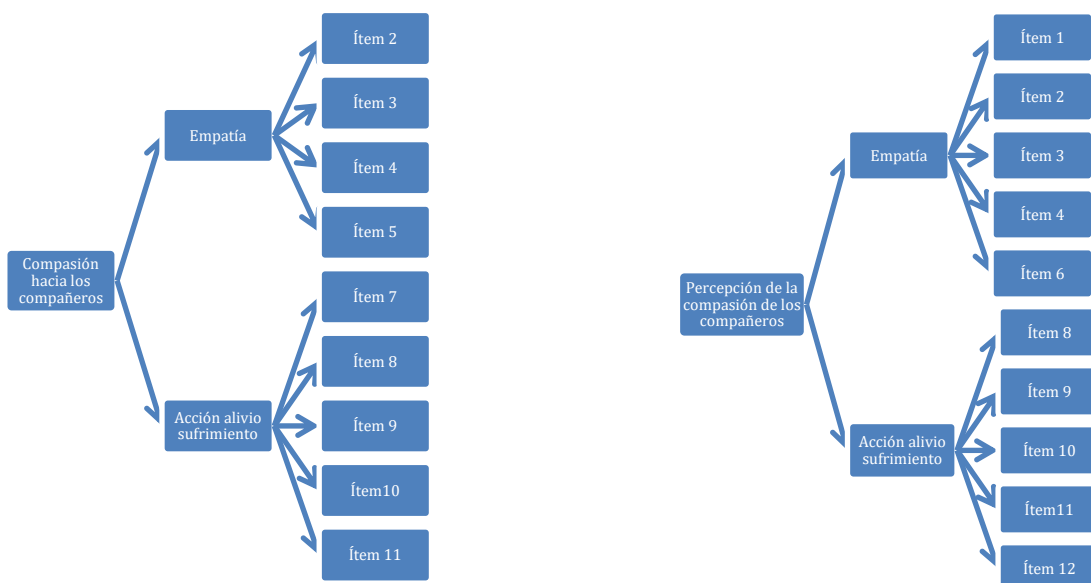 Compasión
hacia los
compañeros
Empatía
Ítem 2
Ítem 3
Ítem 4
Ítem 5
Acción alivio
sufrimiento
Ítem 7
Ítem 8
Ítem 9
Ítem10
Ítem 11
Percepción de la
compasión de los
compañeros
Empatía
Ítem 1
Ítem 2
Ítem 3
Ítem 4
Ítem 6
Acción alivio
sufrimiento
Ítem 8
Ítem 9
Ítem 10
Ítem11
Ítem 12